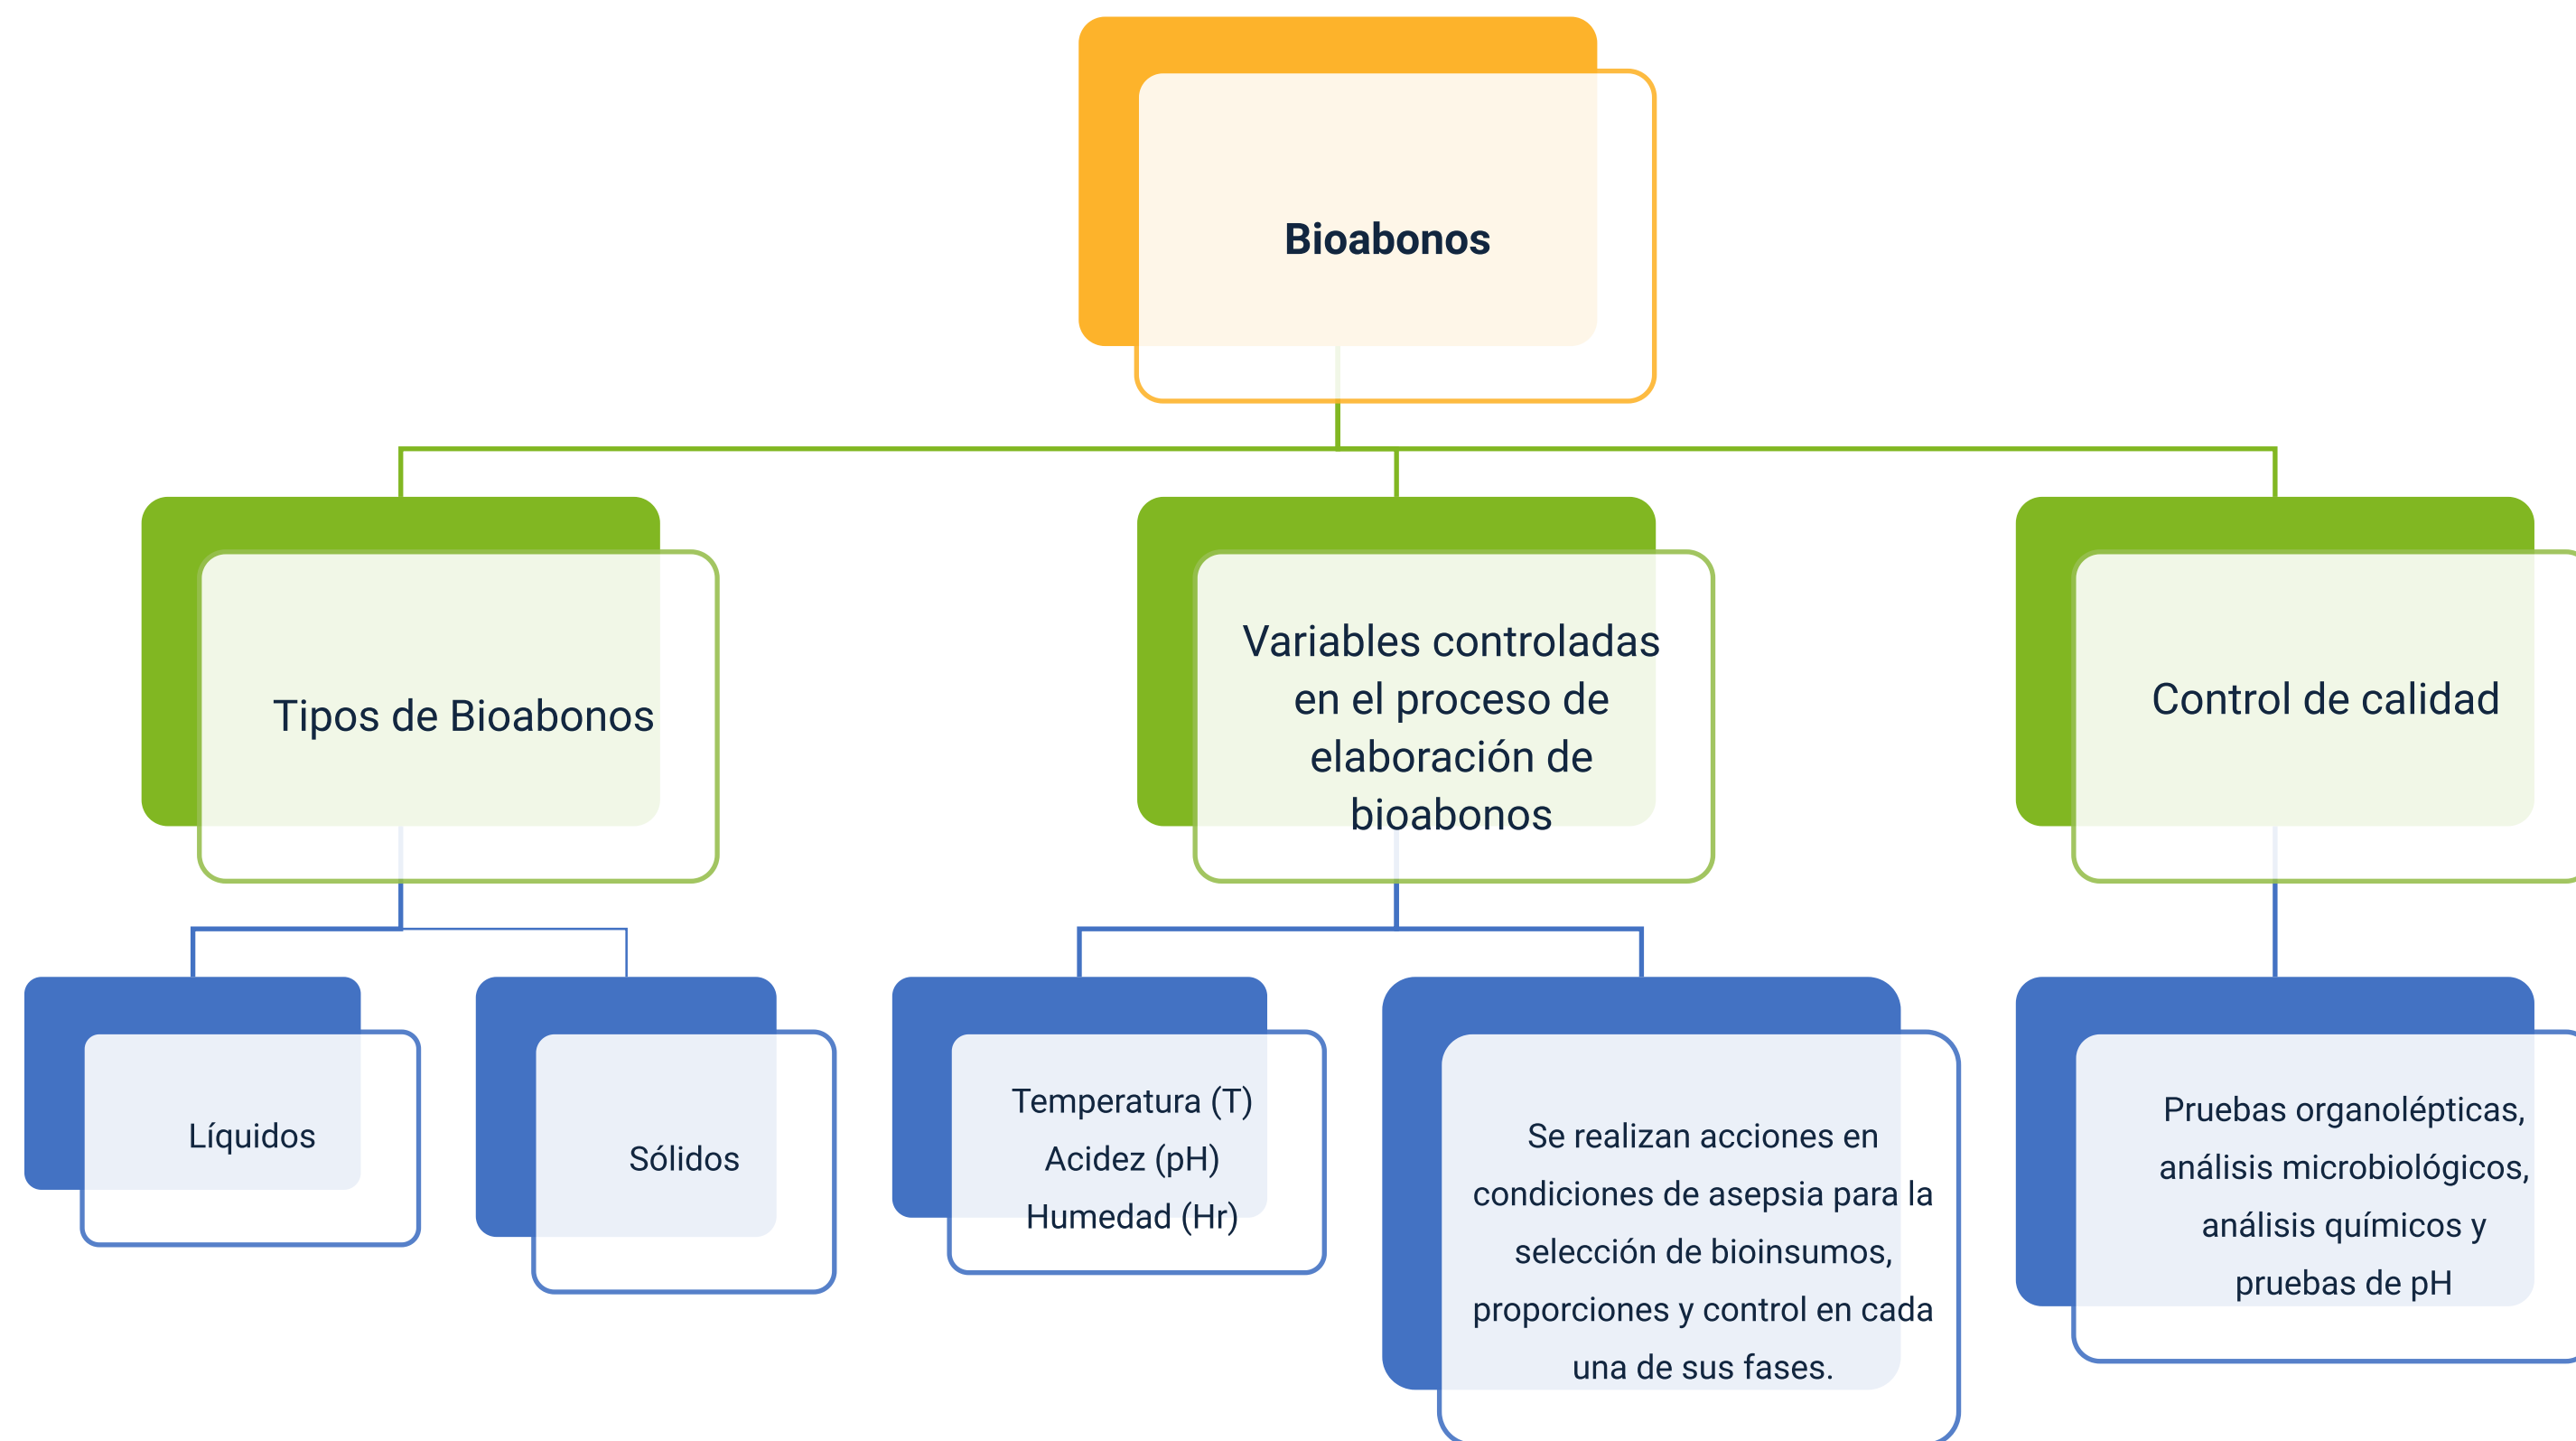 Bioabonos
Tipos de Bioabonos
Variables controladas
en el proceso de
elaboración de
bioabonos
Control de calidad
Líquidos
Sólidos
Temperatura (T)
Acidez (pH)
Humedad (Hr)
Se realizan acciones en
condiciones de asepsia para la
selección de bioinsumos,
proporciones y control en cada
una de sus fases.
Pruebas organolépticas,
análisis microbiológicos,
análisis químicos y
pruebas de pH